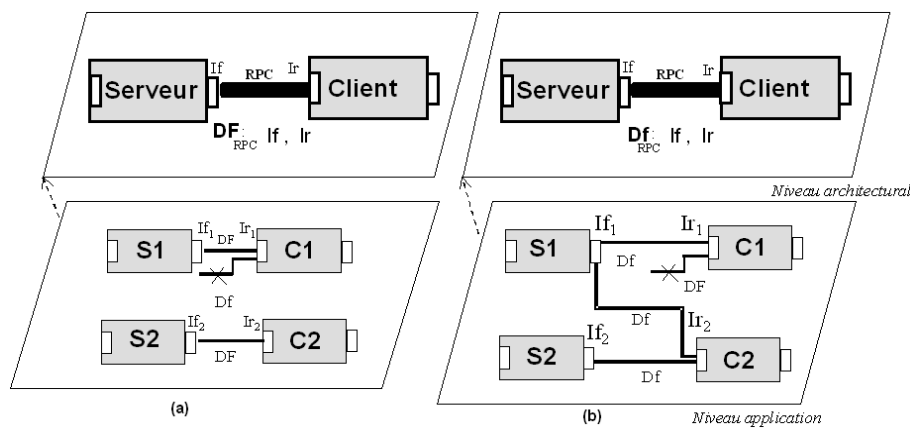 If RPC Ir
Serveur Client
DF: If , Ir
RPC
If RPC Ir
Serveur Client
Df: If , Ir
RPC
Niveau architectural
If1 DF Ir1
S1 C1
Df
If2 Ir2
S2 C2
DF
(a)
If1 Ir1
S1 C1
Df DF
Df
If2 Ir2
S2 C2
Df
(b)
Niveau application